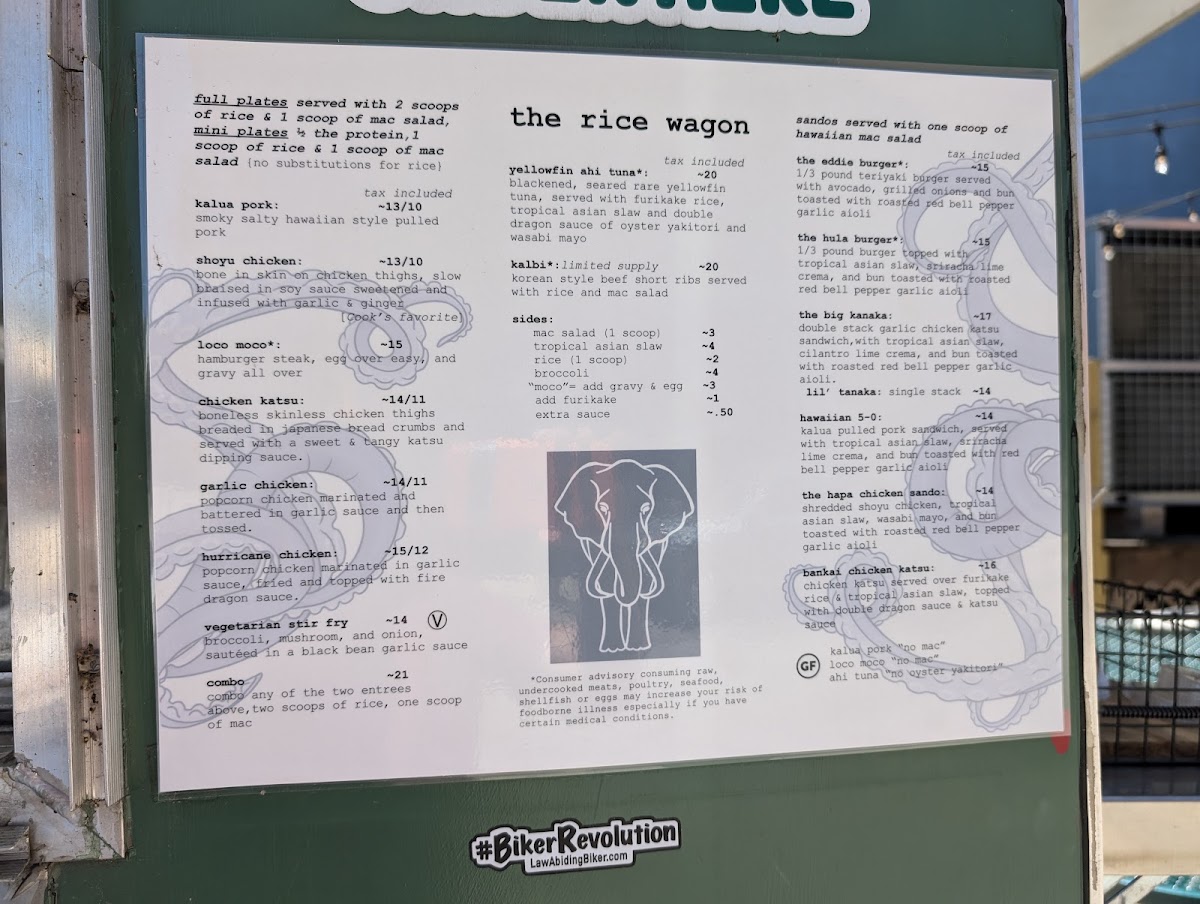 full plates served with 2 scoops
of rice & 1 scoop of mac salad,
mini plates ½ the protein,1
scoop of rice & 1 scoop of mac
salad {no substitutions for rice}
tax included
kalua pork: ~13/10
smoky salty hawaiian style pulled
pork
shoyu chicken: ~13/10
bone in skin on chicken thighs, slow
braised in soy sauce sweetened and
infused with garlic & ginger
[Cook's favorite]
loco moco*: ~15
hamburger steak, egg over easy, and
gravy all over
chicken katsu: ~14/11
boneless skinless chicken thighs
breaded in japanese bread crumbs and
served with a sweet & tangy katsu
dipping sauce.
garlic chicken: ~14/11
popcorn chicken marinated and
battered in garlic sauce and then
tossed.
hurricane chicken: ~15/12
popcorn chicken marinated in garlic
sauce, fried and topped with fire
dragon sauce.
vegetarian stir fry ~14 V
broccoli, mushroom, and onion,
sautéed in a black bean garlic sauce
combo ~21
combo any of the two entrees
above,two scoops of rice, one scoop
of mac
the rice wagon
tax included
yellowfin ahi tuna*: ~20
blackened, seared rare yellowfin
tuna, served with furikake rice,
tropical asian slaw and double
dragon sauce of oyster yakitori and
wasabi mayo
kalbi*:limited supply ~20
korean style beef short ribs served
with rice and mac salad
sides:
mac salad (1 scoop) ~3
tropical asian slaw ~4
rice (1 scoop) ~2
broccoli ~4
"moco"= add gravy & egg ~3
add furikake ~1
extra sauce ~.50
*Consumer advisory consuming raw,
undercooked meats, poultry, seafood,
shellfish or eggs may increase your risk of
foodborne illness especially if you have
certain medical conditions.
sandos served with one scoop of
hawaiian mac salad
tax included
the eddie burger*: ~15
1/3 pound teriyaki burger served
with avocado, grilled onions and bun
toasted with roasted red bell pepper
garlic aioli
the hula burger*: ~15
1/3 pound burger topped with
tropical asian slaw, sriracha lime
crema, and bun toasted with roasted
red bell pepper garlic aioli
the big kanaka: ~17
double stack garlic chicken katsu
sandwich,with tropical asian slaw,
cilantro lime crema, and bun toasted
with roasted red bell pepper garlic
aioli.
lil' tanaka: single stack ~14
hawaiian 5-0: ~14
kalua pulled pork sandwich, served
with tropical asian slaw, sriracha
lime crema, and bun toasted with red
bell pepper garlic aioli
the hapa chicken sando: ~14
shredded shoyu chicken, tropical
asian slaw, wasabi mayo, and bun
toasted with roasted red bell pepper
garlic aioli
bankai chicken katsu: ~16
chicken katsu served over furikake
rice & tropical asian slaw, topped
with double dragon sauce & katsu
sauce
GF
kalua pork "no mac"
loco moco "no mac"
ahi tuna "no oyster yakitori"
#BikerRevolution
LawAbidingBiker.com